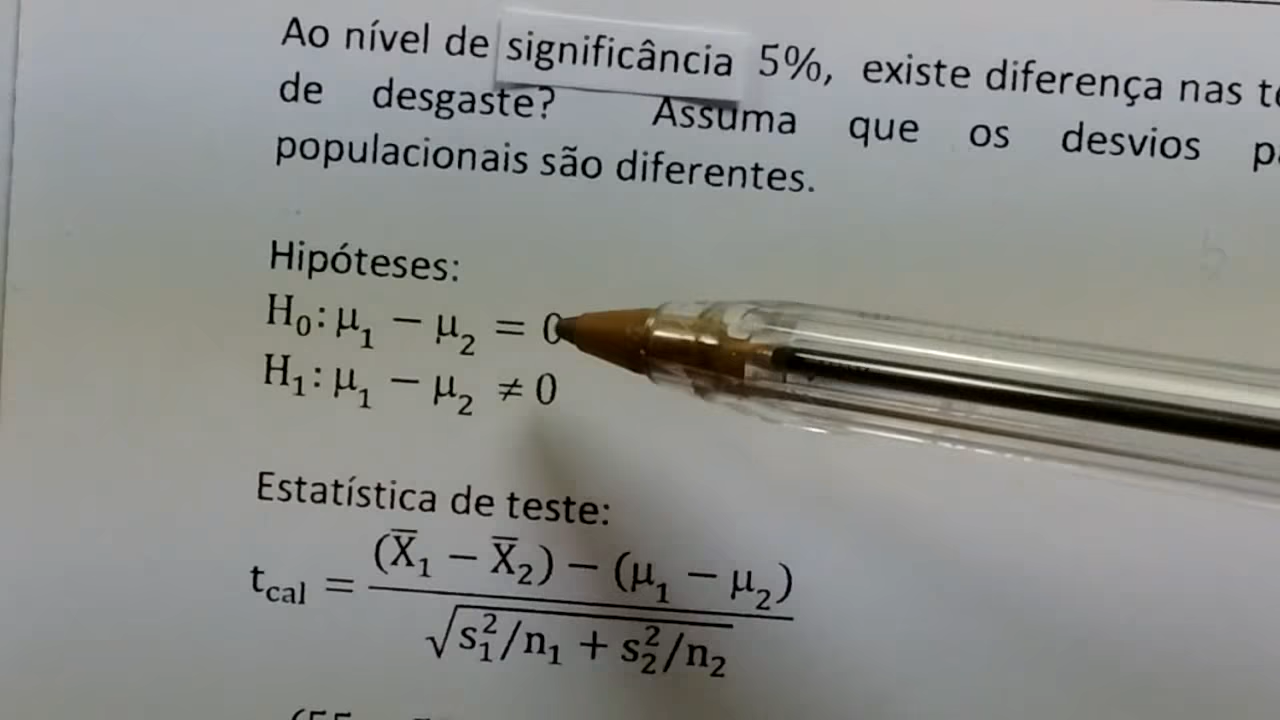 Ao nível de significância 5%, existe diferença nas
de desgaste? Assuma que os desvios
populacionais são diferentes.
Hipóteses:
H₀: μ₁ − μ₂ = 0
H₁: μ₁ − μ₂ ≠ 0
Estatística de teste:
t_cal = (X̅₁ − X̅₂) − (μ₁ − μ₂) / √s₁²/n₁ + s₂²/n₂